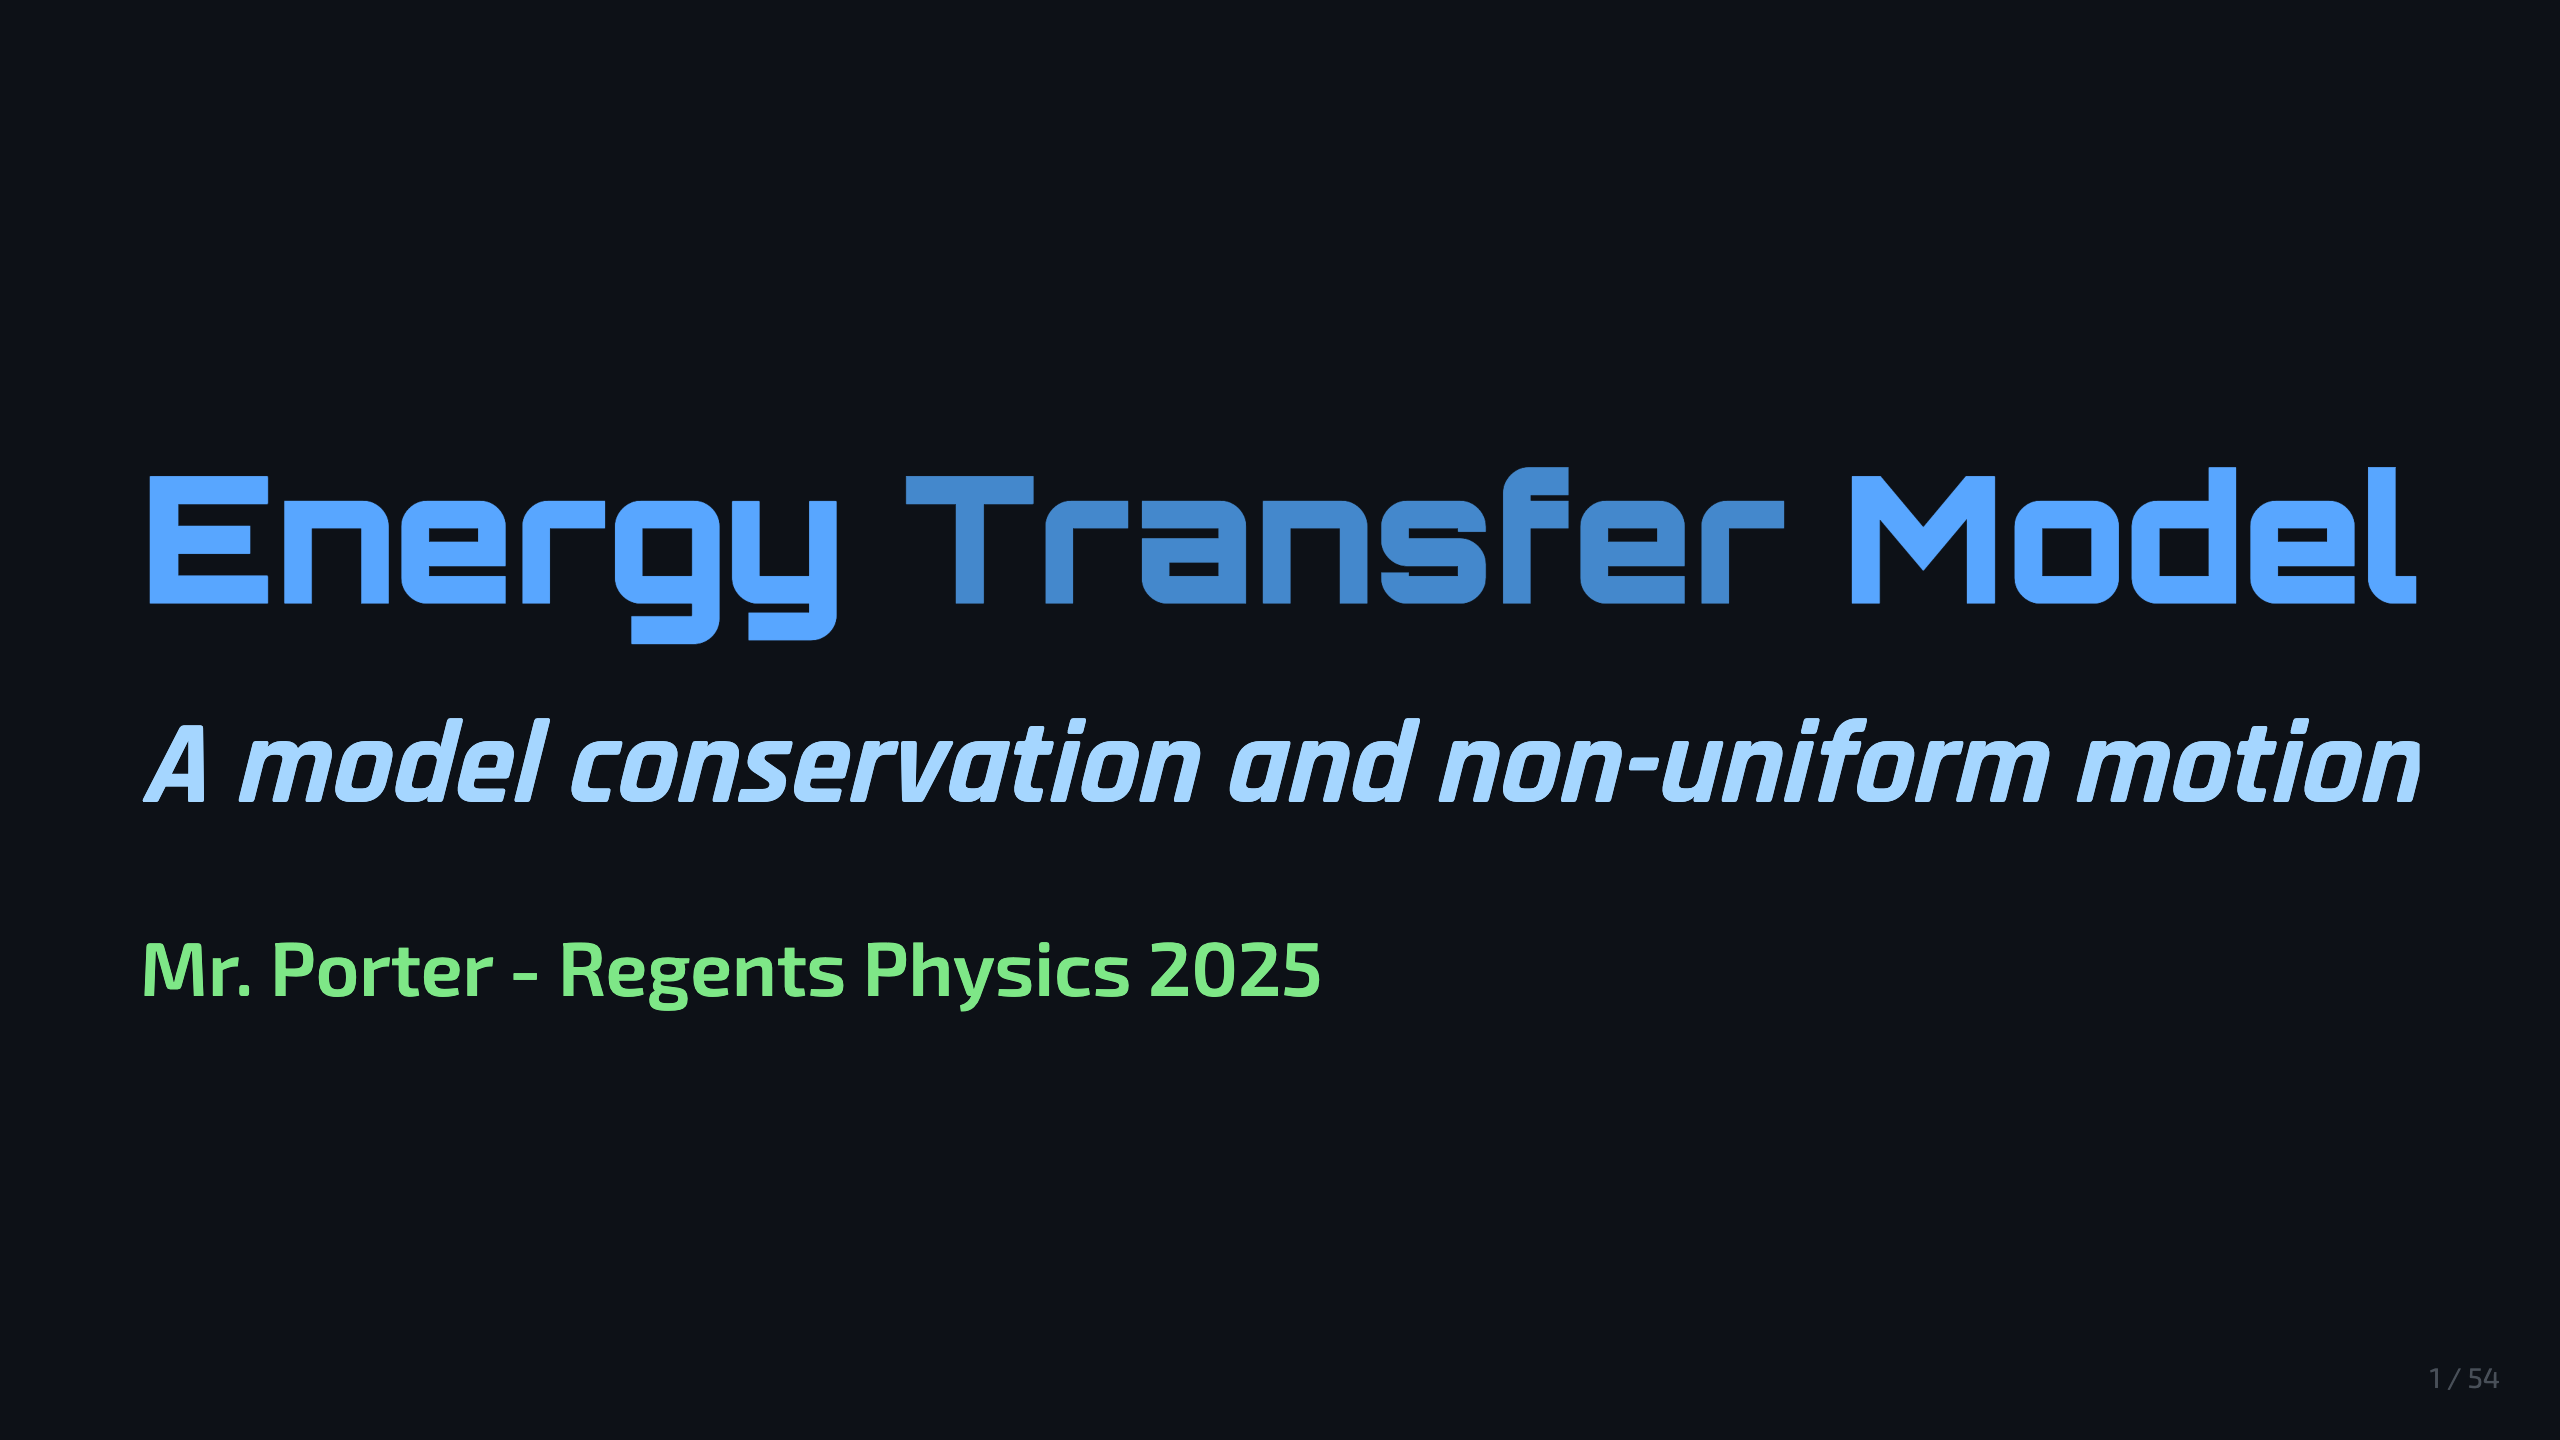 Energy Transfer Model
A model conservation and non-uniform motion
Mr. Porter - Regents Physics 2025
1 / 54